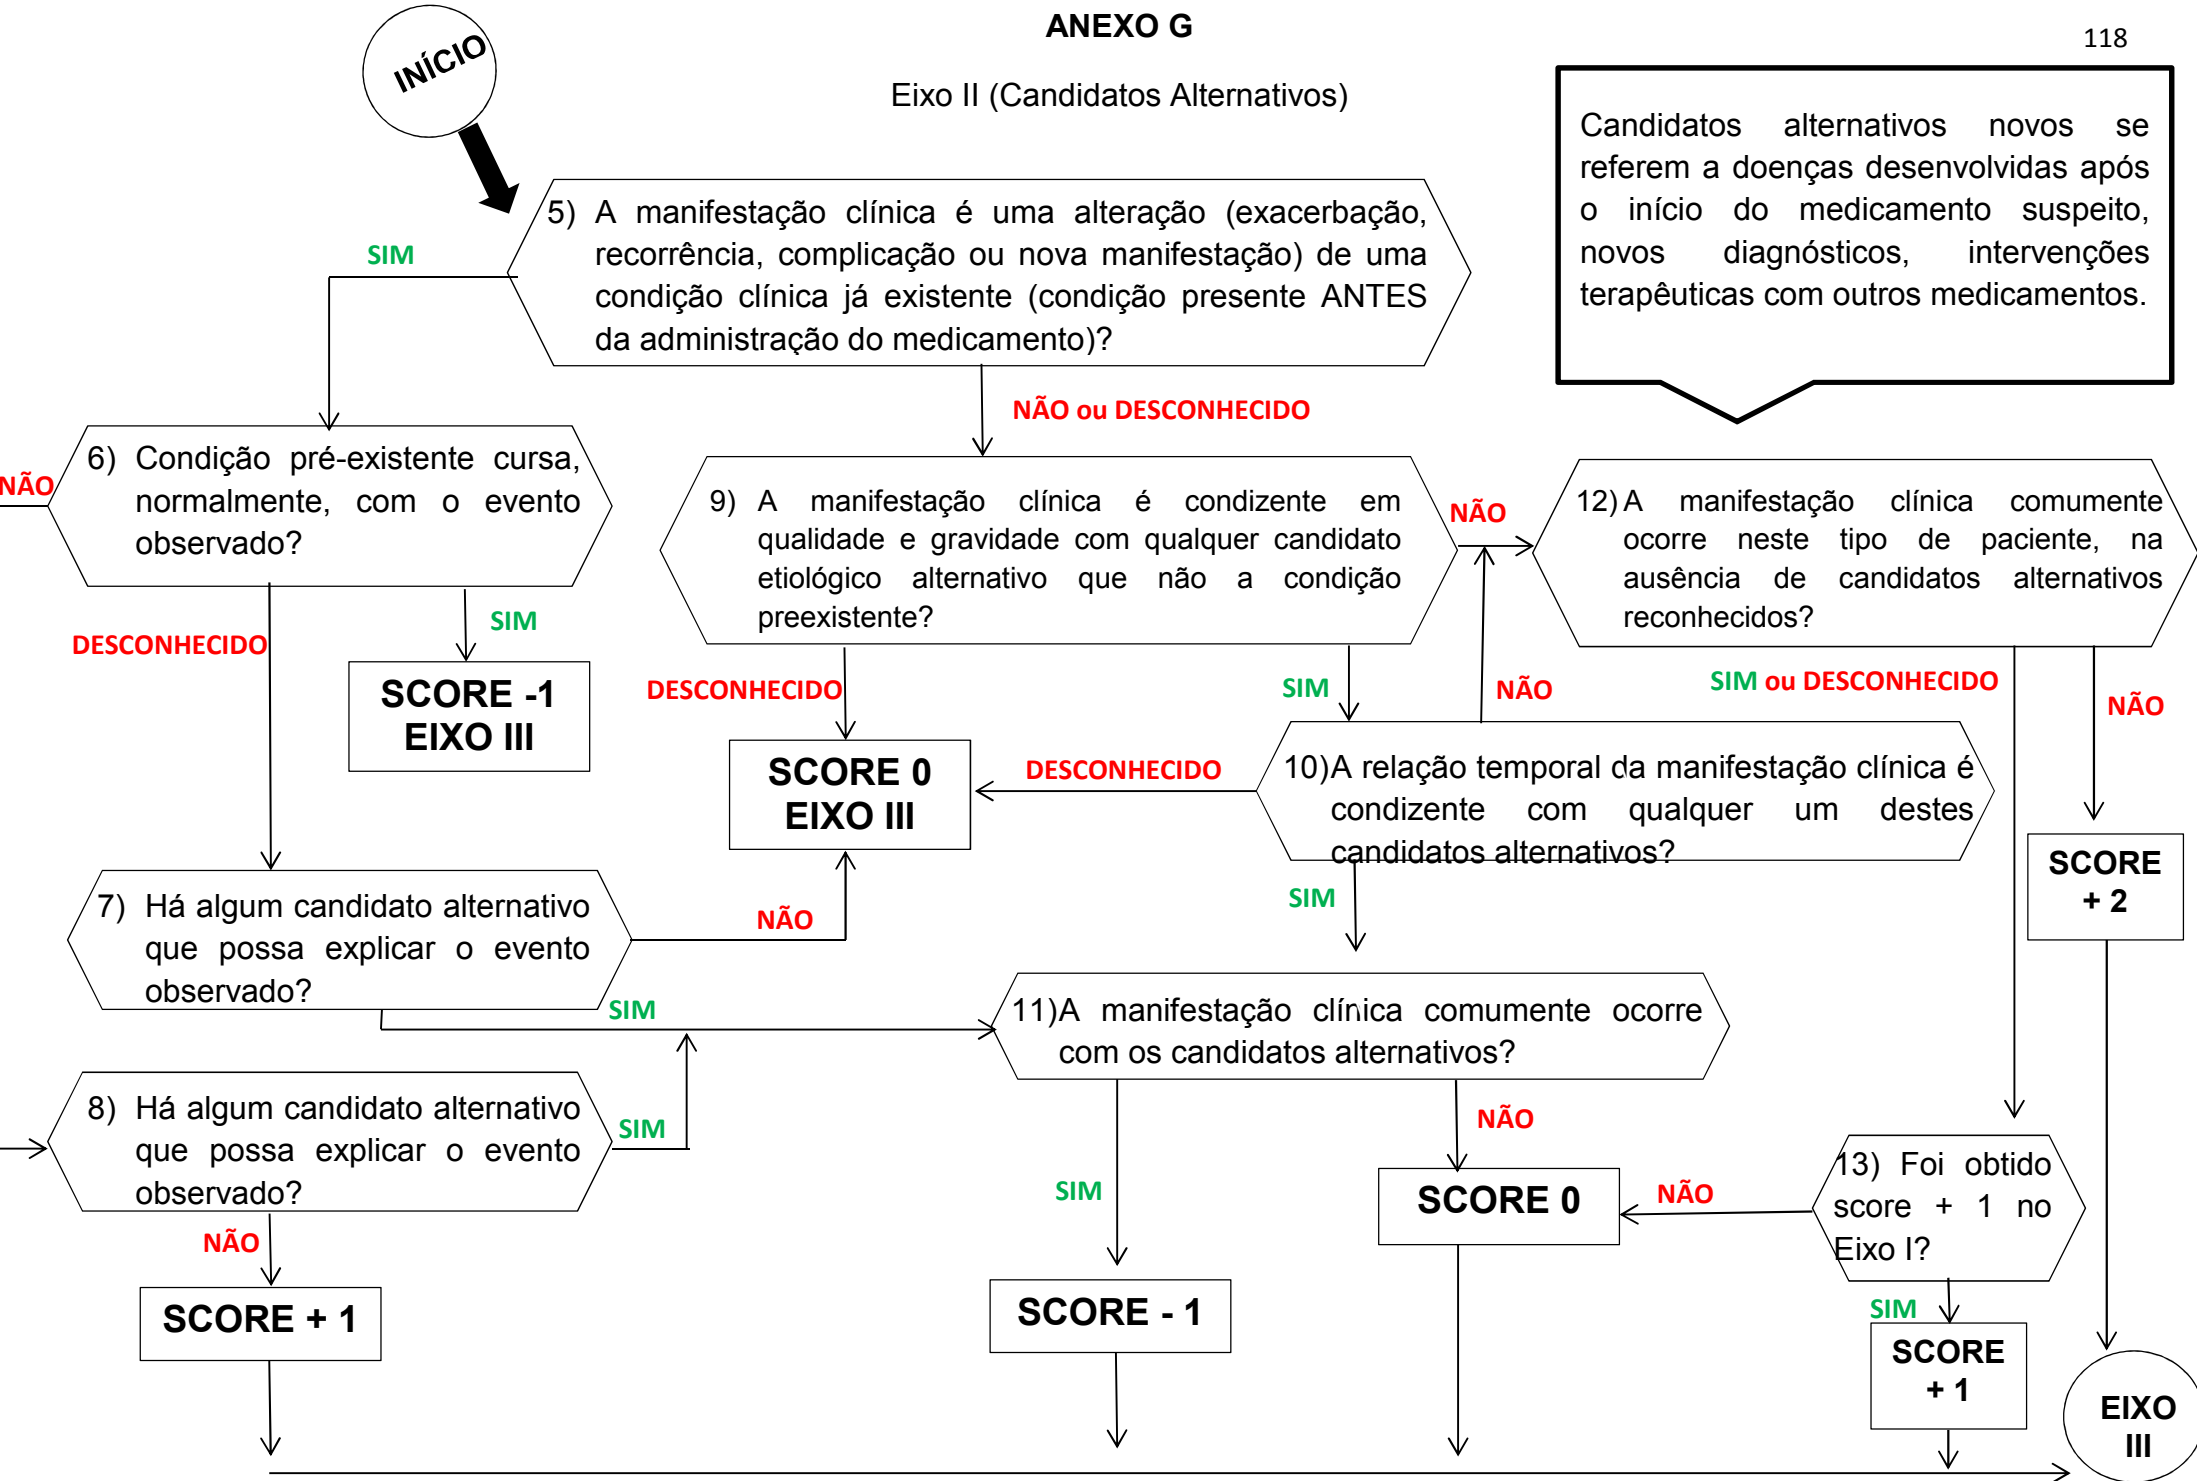 ANEXO G
118
INÍCIO
Eixo II (Candidatos Alternativos)
Candidatos alternativos novos se
referem a doenças desenvolvidas após
o início do medicamento suspeito,
novos diagnósticos, intervenções
terapêuticas com outros medicamentos.
5) A manifestação clínica é uma alteração (exacerbação,
recorrência, complicação ou nova manifestação) de uma
condição clínica já existente (condição presente ANTES
da administração do medicamento)?
SIM
NÃO ou DESCONHECIDO
6) Condição pré-existente cursa,
normalmente, com o evento
observado?
NÃO
SIM
DESCONHECIDO
SCORE -1
EIXO III
9) A manifestação clínica é condizente em
qualidade e gravidade com qualquer candidato
etiológico alternativo que não a condição
preexistente?
NÃO
DESCONHECIDO
SIM
NÃO
12) A manifestação clínica comumente
ocorre neste tipo de paciente, na
ausência de candidatos alternativos
reconhecidos?
SIM ou DESCONHECIDO
NÃO
SCORE 0
EIXO III
DESCONHECIDO
10)A relação temporal da manifestação clínica é
condizente com qualquer um destes
candidatos alternativos?
SIM
SCORE
+ 2
7) Há algum candidato alternativo
que possa explicar o evento
observado?
NÃO
SIM
11)A manifestação clínica comumente ocorre
com os candidatos alternativos?
8) Há algum candidato alternativo
que possa explicar o evento
observado?
SIM
NÃO
SIM
NÃO
SCORE 0
NÃO
13) Foi obtido
score + 1 no
Eixo I?
SIM
SCORE + 1
SCORE - 1
SCORE
+ 1
EIXO
III